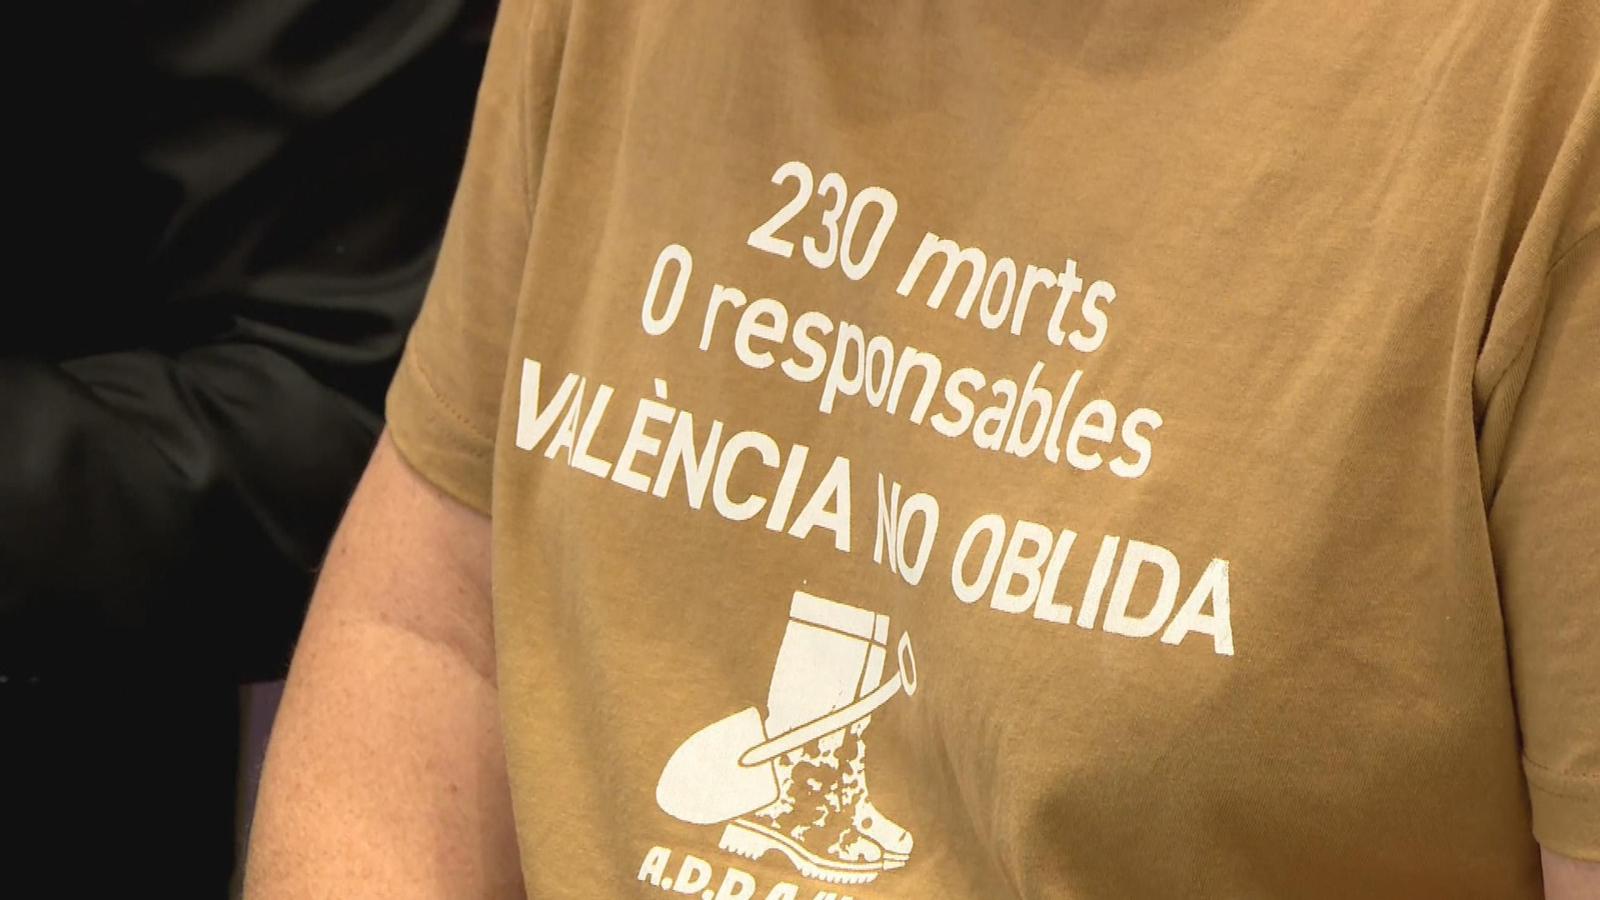 230 morts
0 responsables
VALÈNCIA NO OBLIDA